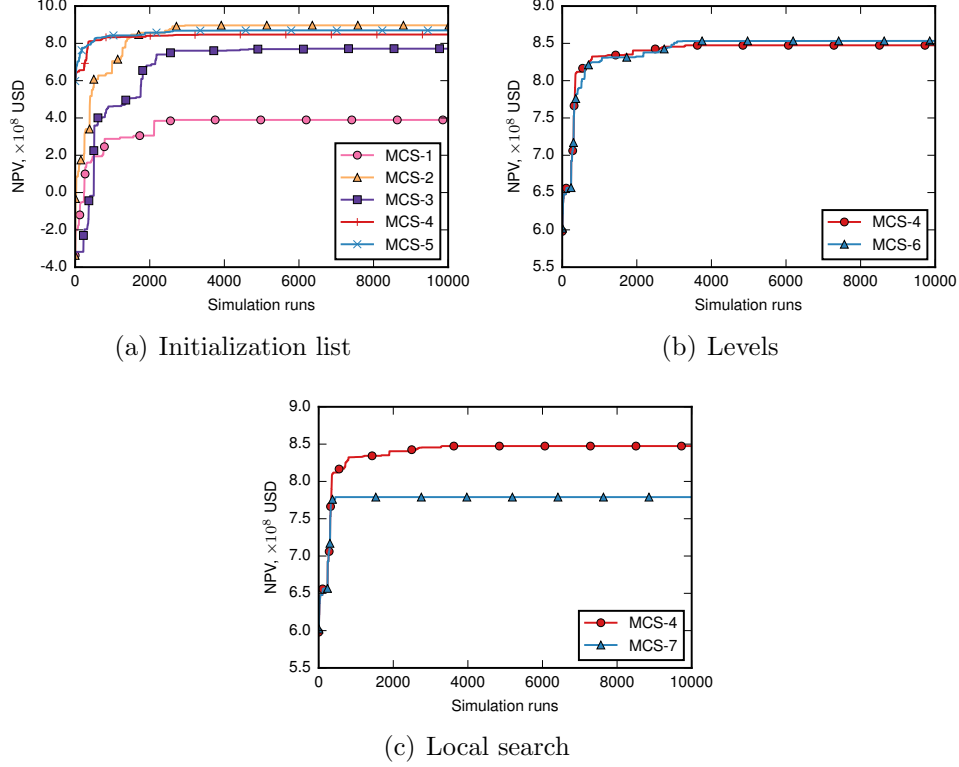 10.0
8.0
6.0
4.0
2.0
0.0
-2.0
-4.0
NPV, ×10⁸ USD
0 2000 4000 6000 8000 10000
Simulation runs
MCS-1
MCS-2
MCS-3
MCS-4
MCS-5
(a) Initialization list
9.0
8.5
8.0
7.5
7.0
6.5
6.0
5.5
NPV, ×10⁸ USD
0 2000 4000 6000 8000 10000
Simulation runs
MCS-4
MCS-6
(b) Levels
9.0
8.5
8.0
7.5
7.0
6.5
6.0
5.5
NPV, ×10⁸ USD
0 2000 4000 6000 8000 10000
Simulation runs
MCS-4
MCS-7
(c) Local search